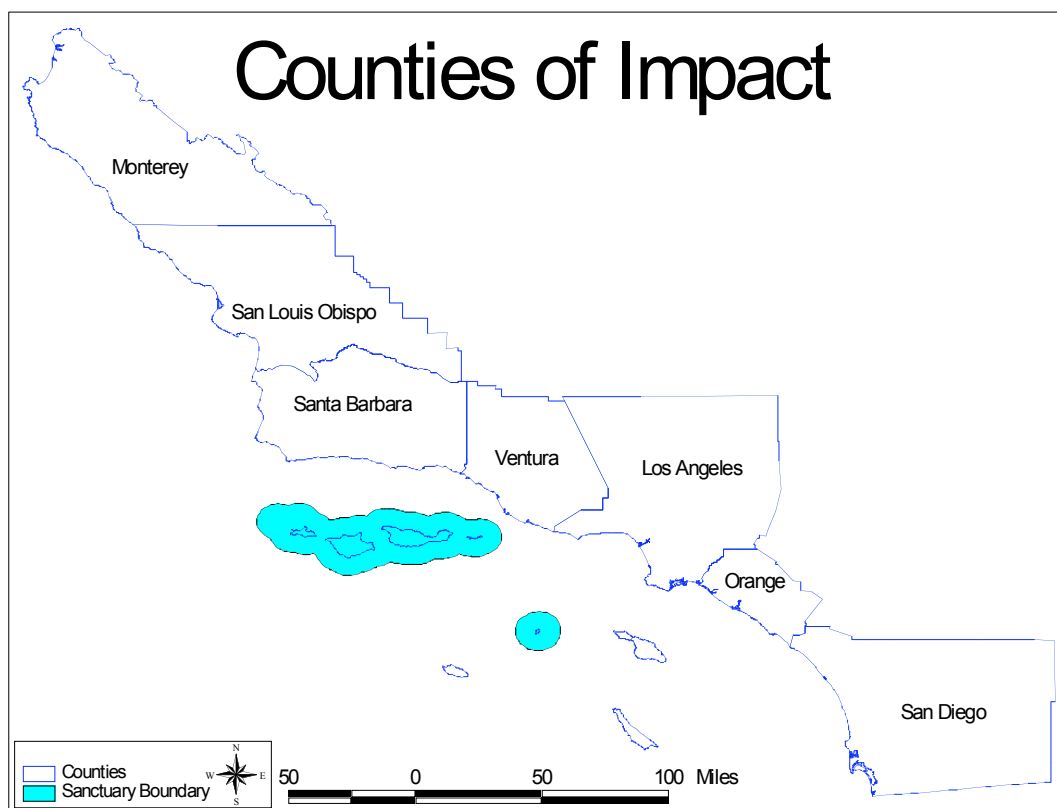 Counties of Impact
Monterey
San Louis Obispo
Santa Barbara
Ventura
Los Angeles
Orange
San Diego
Counties
Sanctuary Boundary
N
W E
S
50 0 50 100 Miles